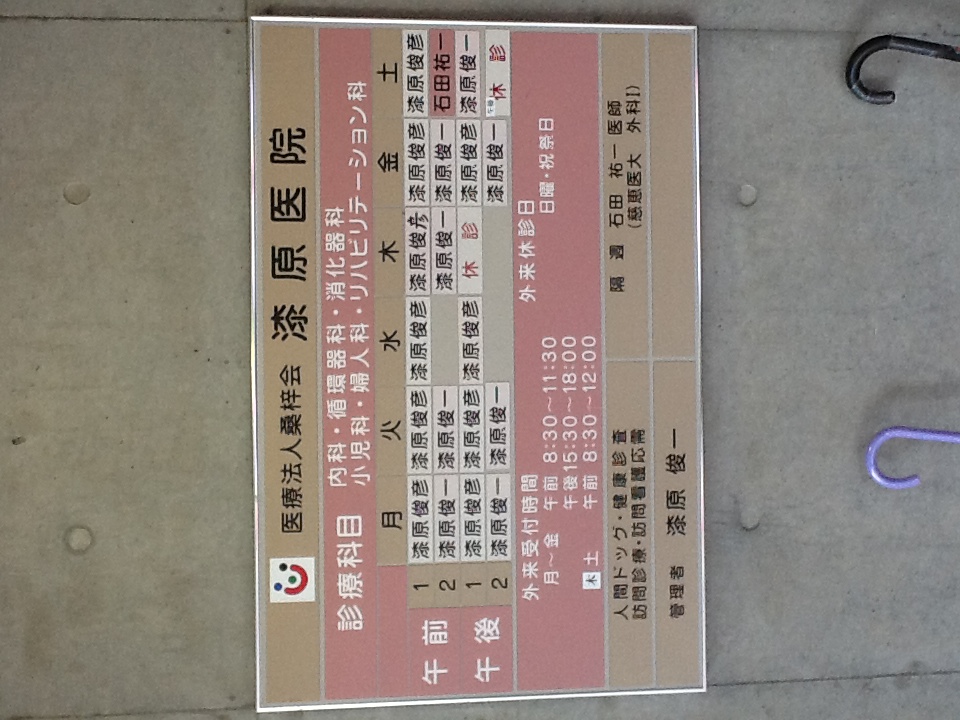 医療法人桑梓会 漆原医院
診療科目 内科・循環器科・消化器科
小児科・婦人科・リハビリテーション科
月 火 水 木 金 土
午前 1 漆原俊彦 漆原俊彦 漆原俊彦 漆原俊彦 漆原俊彦 漆原俊彦
2 漆原俊一 漆原俊一 漆原俊一 漆原俊一 石田祐一
午後 1 漆原俊彦 漆原俊彦 漆原俊彦 休診 漆原俊彦 漆原俊一
2 漆原俊一 漆原俊一 漆原俊一 午後休診
外来受付時間 外来休診日
月～金 午前 8:30～11:30 日曜・祝祭日
午後15:30～18:00
木 土 午前 8:30～12:00
人間ドック・健康診査 隔週 石田 祐一 医師
訪問診療・訪問看護応需 (慈恵医大 外科Ⅰ)
管理者 漆原 俊一